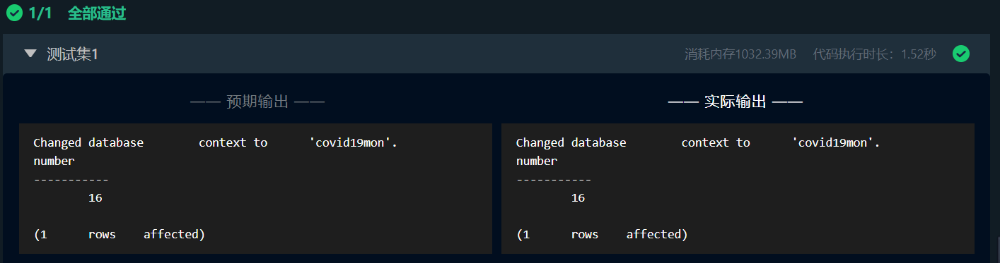 1/1 全部通过
测试集1 消耗内存1032.39MB 代码执行时长：1.52秒
—— 预期输出 ——
Changed database context to 'covid19mon'.
number
-----------
16
(1 rows affected)
—— 实际输出 ——
Changed database context to 'covid19mon'.
number
-----------
16
(1 rows affected)